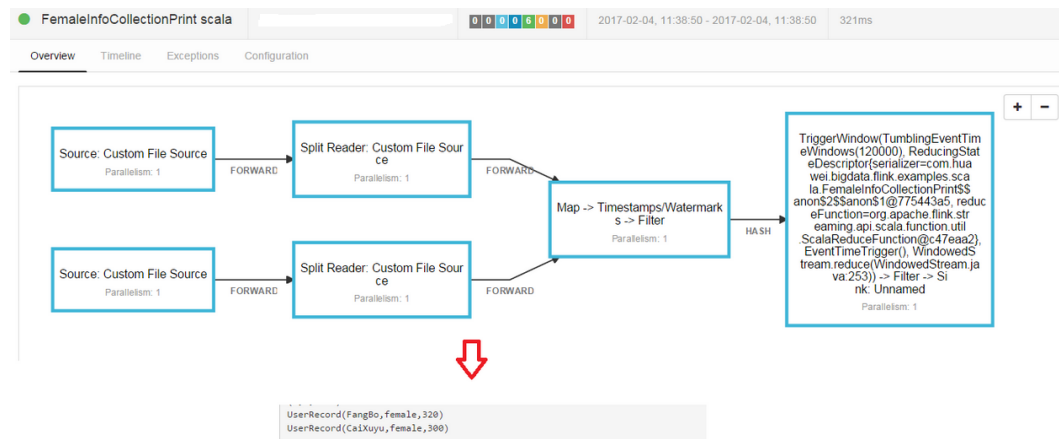 FemaleInfoCollectionPrint scala
0 0 0 0 6 0 0 0
2017-02-04, 11:38:50 - 2017-02-04, 11:38:50
321ms
Overview
Timeline
Exceptions
Configuration
+ −
Source: Custom File Source
Parallelism: 1
FORWARD
Split Reader: Custom File Sour
ce
Parallelism: 1
FORWARD
Source: Custom File Source
Parallelism: 1
FORWARD
Split Reader: Custom File Sour
ce
Parallelism: 1
FORWARD
Map -> Timestamps/Watermark
s -> Filter
Parallelism: 1
HASH
TriggerWindow(TumblingEventTim
eWindows(120000), ReducingStat
eDescriptor{serializer=com.hua
wei.bigdata.flink.examples.sca
la.FemaleInfoCollectionPrint$$
anon$2$$anon$1@775443a5, reduc
eFunction=org.apache.flink.str
eaming.api.scala.function.util
.ScalaReduceFunction@c47eaa2},
EventTimeTrigger(), WindowedS
tream.reduce(WindowedStream.ja
va:253)) -> Filter -> Si
nk: Unnamed
Parallelism: 1
UserRecord(FangBo,female,320)
UserRecord(CaiXuyu,female,300)